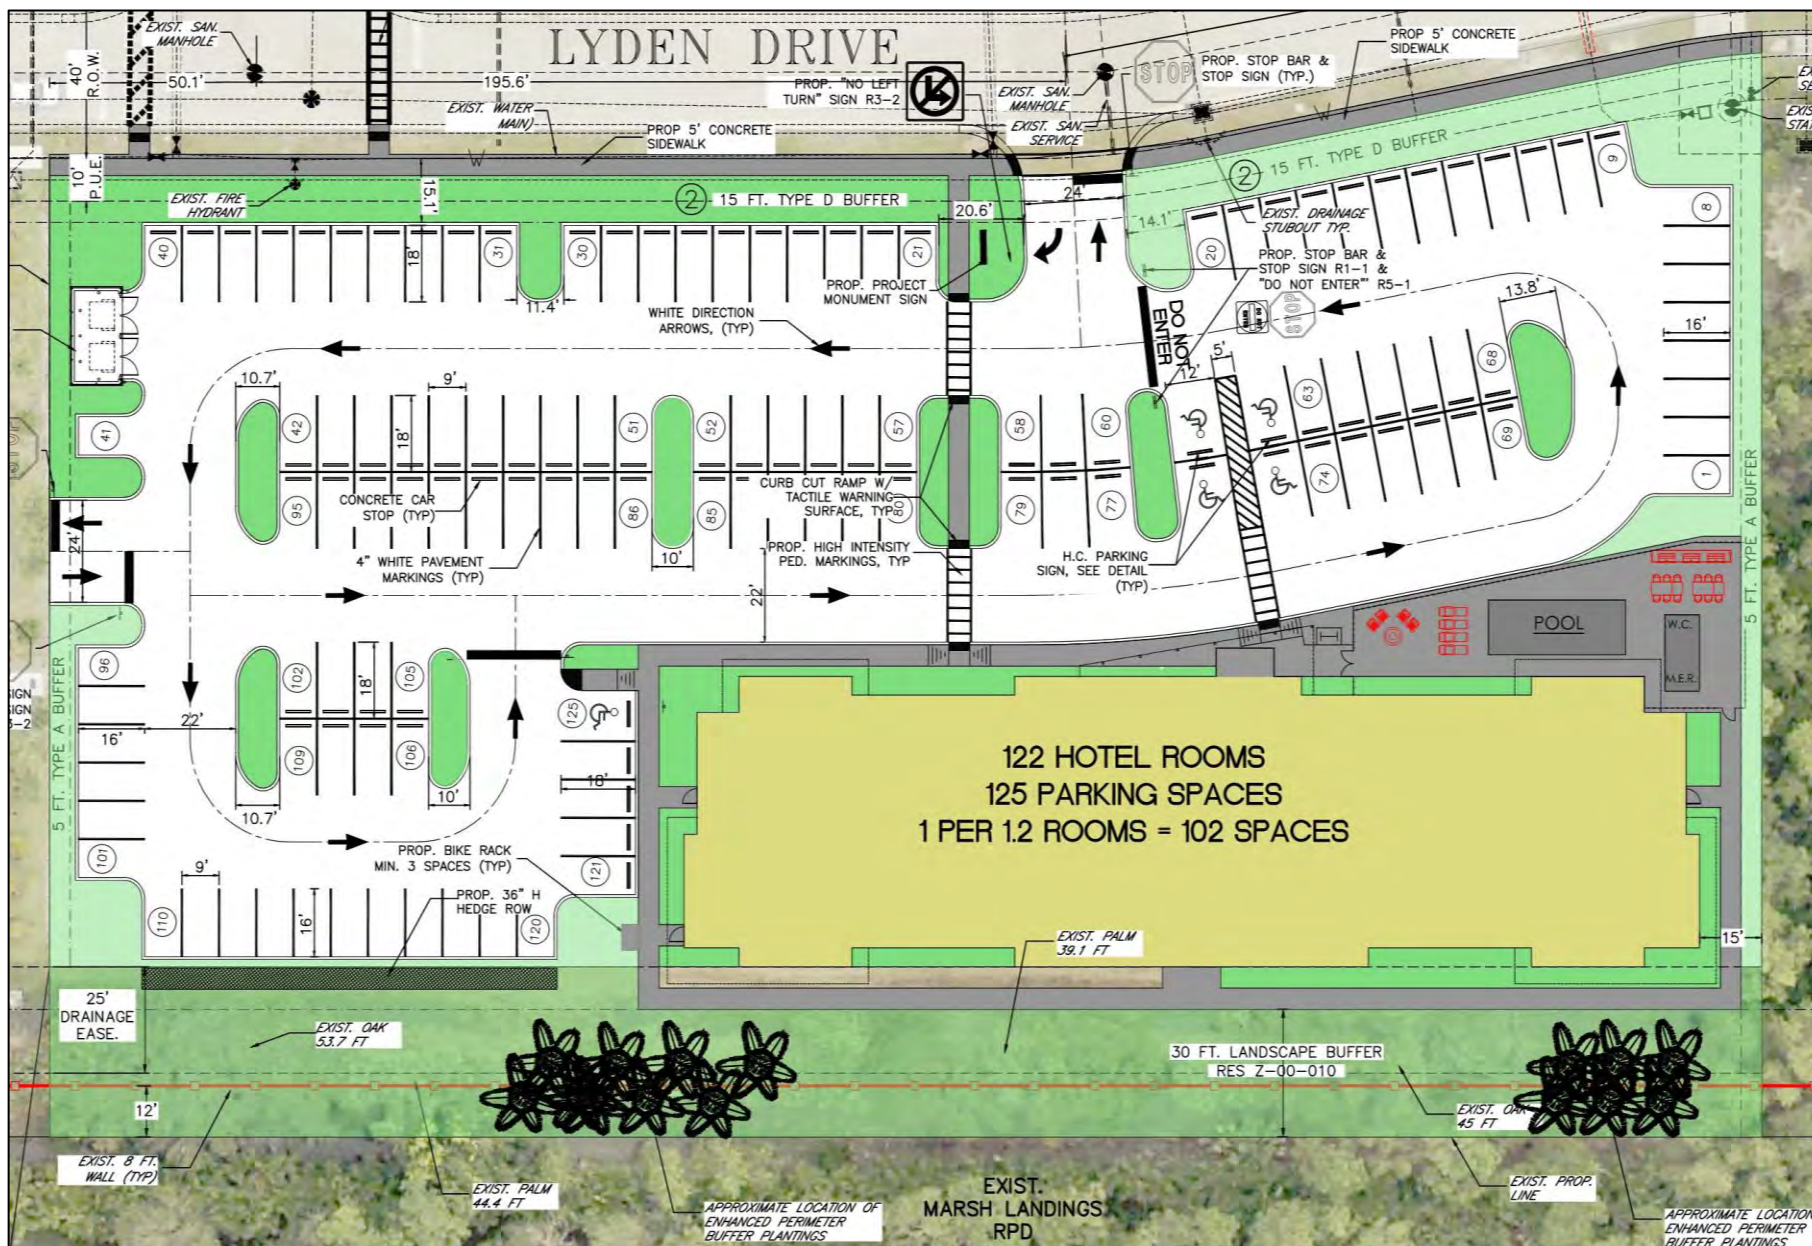 LYDEN DRIVE
EXIST. SAN.
MANHOLE
40'
R.O.W.
50.1'
195.6'
PROP. "NO LEFT
TURN" SIGN R3-2
EXIST. SAN.
MANHOLE
STOP
PROP. STOP BAR &
STOP SIGN (TYP.)
PROP 5' CONCRETE
SIDEWALK
EXIST. WATER
MAIN)
W
PROP 5' CONCRETE
SIDEWALK
W
EXIST. SAN.
SERVICE
W
10'
P.U.E.
EXIST. FIRE
HYDRANT
15.1'
2
15 FT. TYPE D BUFFER
20.6'
24'
14.1'
2
15 FT. TYPE D BUFFER
9
8
40
18'
31
30
21
11.4'
PROP. PROJECT
MONUMENT SIGN
20
EXIST. DRAINAGE
STUBOUT TYP.
PROP. STOP BAR &
STOP SIGN R1-1 &
"DO NOT ENTER" R5-1
WHITE DIRECTION
ARROWS, (TYP)
DO NOT
ENTER
STOP
13.8'
16'
10.7'
9'
5'
12'
41
42
18'
51
52
57
58
60
63
68
CONCRETE CAR
STOP (TYP)
CURB CUT RAMP W/
TACTILE WARNING
SURFACE, TYP
95
86
85
80
79
77
74
69
1
24'
4" WHITE PAVEMENT
MARKINGS (TYP)
10'
PROP. HIGH INTENSITY
PED. MARKINGS, TYP
H.C. PARKING
SIGN, SEE DETAIL
(TYP)
22'
5 FT. TYPE A BUFFER
POOL
W.C.
M.E.R.
96
102
18'
105
125
SIGN
SIGN
3-2
16'
22'
109
106
18'
5 FT. TYPE A BUFFER
10.7'
10'
122 HOTEL ROOMS
125 PARKING SPACES
1 PER 1.2 ROOMS = 102 SPACES
101
9'
PROP. BIKE RACK
MIN. 3 SPACES (TYP)
121
110
16'
PROP. 36" H
HEDGE ROW
120
EXIST. PALM
39.1 FT
15'
25'
DRAINAGE
EASE.
EXIST. OAK
53.7 FT
30 FT. LANDSCAPE BUFFER
RES Z-00-010
12'
EXIST. OAK
45 FT
EXIST. 8 FT.
WALL (TYP)
EXIST. PALM
44.4 FT
APPROXIMATE LOCATION OF
ENHANCED PERIMETER
BUFFER PLANTINGS
EXIST.
MARSH LANDINGS
RPD
EXIST. PROP.
LINE
APPROXIMATE LOCATION
ENHANCED PERIMETER
BUFFER PLANTINGS